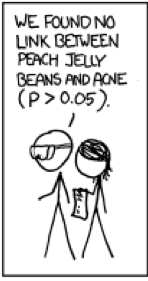 WE FOUND NO
LINK BETWEEN
PEACH JELLY
BEANS AND ACNE
(P > 0.05).